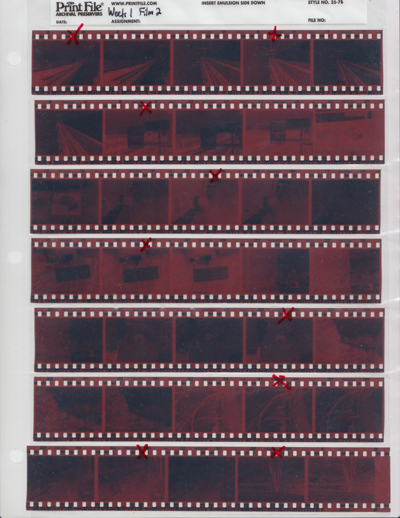 Print File® WWW.PRINTFILE.COM INSERT EMULSION SIDE DOWN STYLE NO. 35-7B
ARCHIVAL PRESERVERS Week 1 Film 2
DATE: ASSIGNMENT: FILE NO: